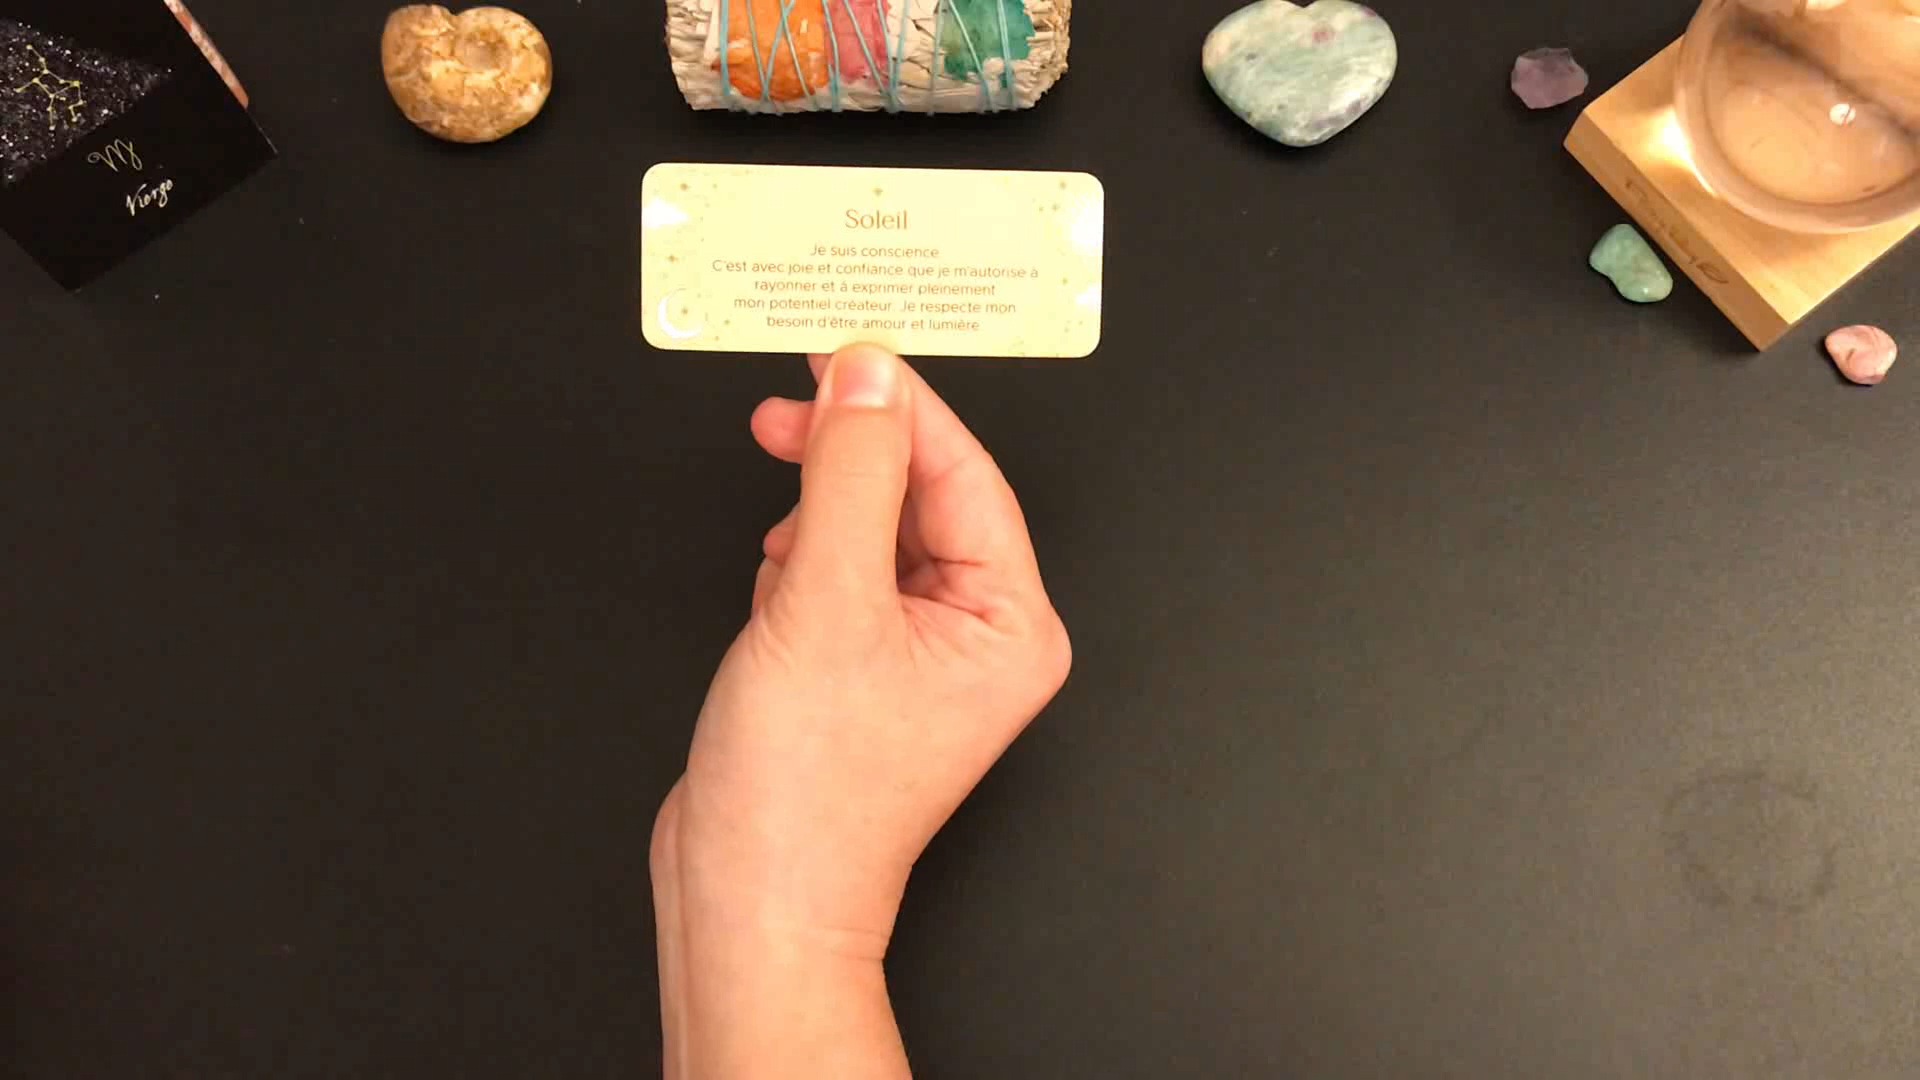 Vierge
Soleil
Je suis conscience
C'est avec joie et confiance que je m'autorise à
rayonner et à exprimer pleinement
mon potentiel créateur. Je respecte mon
besoin d'être amour et lumière